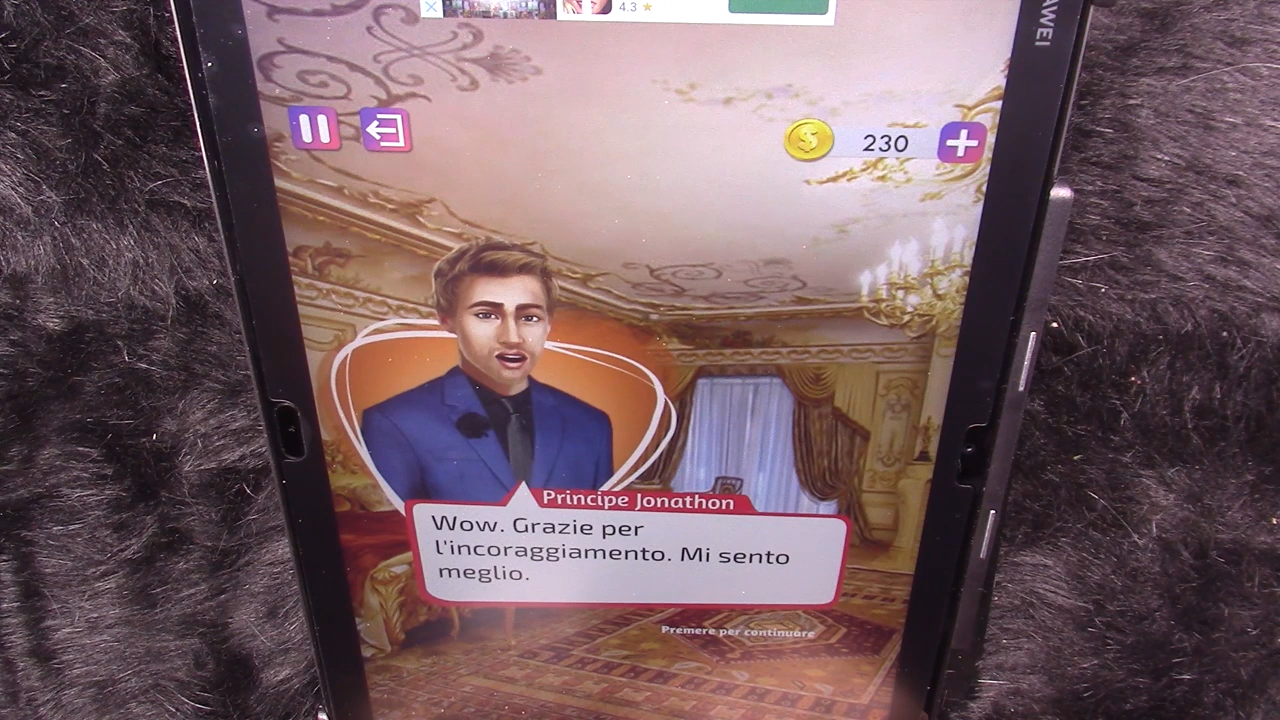 4.3 ★
AWEI
230
Principe Jonathon
Wow. Grazie per
l'incoraggiamento. Mi sento
meglio.
Premere per continuare